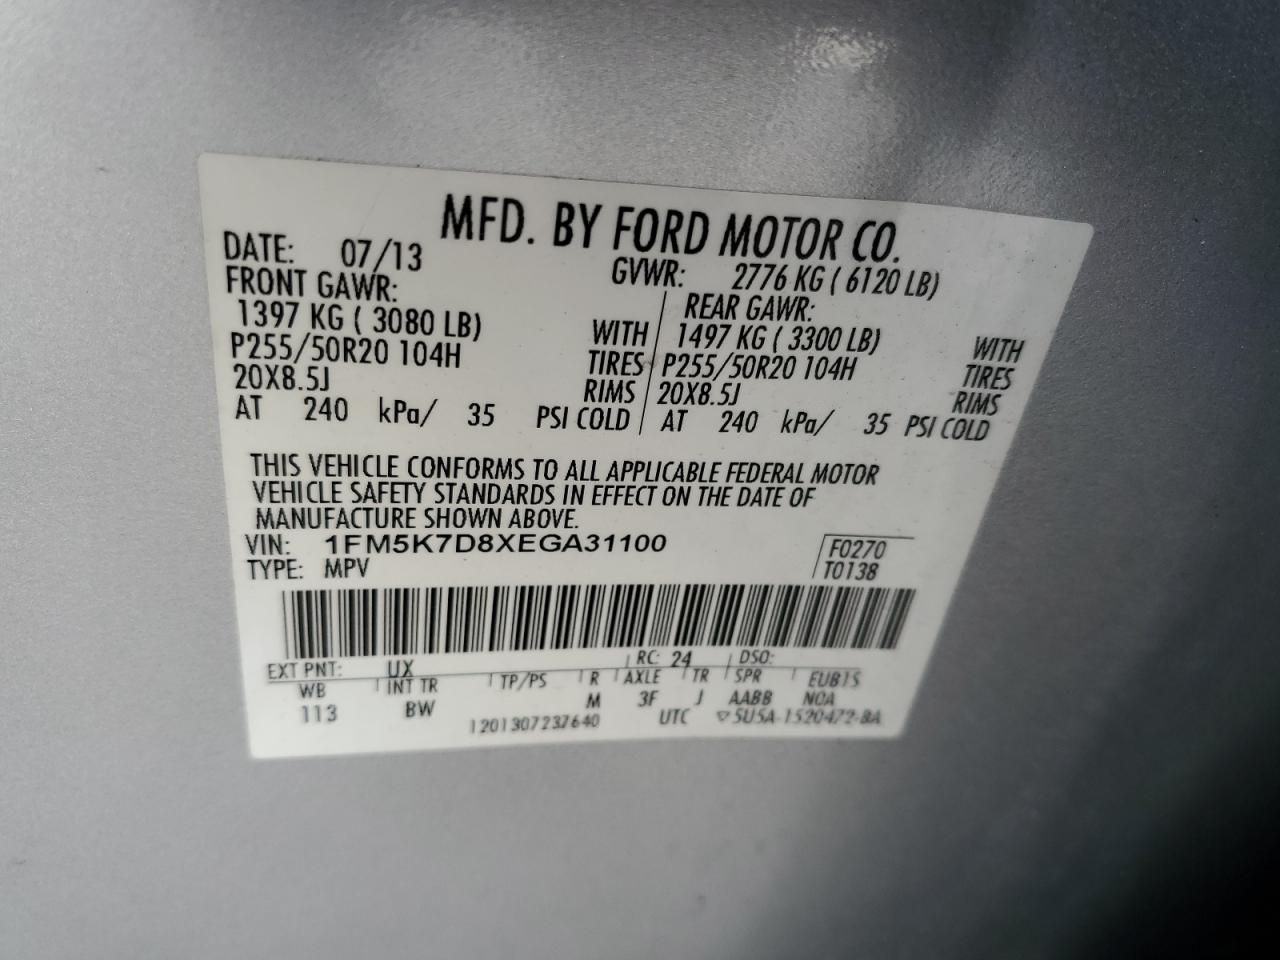 MFD. BY FORD MOTOR CO.
DATE: 07/13 GVWR: 2776 KG ( 6120 LB)
FRONT GAWR: REAR GAWR:
1397 KG ( 3080 LB) WITH 1497 KG ( 3300 LB) WITH
P255/50R20 104H TIRES P255/50R20 104H TIRES
20X8.5J RIMS 20X8.5J RIMS
AT 240 kPa/ 35 PSI COLD AT 240 kPa/ 35 PSI COLD
THIS VEHICLE CONFORMS TO ALL APPLICABLE FEDERAL MOTOR
VEHICLE SAFETY STANDARDS IN EFFECT ON THE DATE OF
MANUFACTURE SHOWN ABOVE.
VIN: 1FM5K7D8XEGA31100 F0270
TYPE: MPV T0138
EXT PNT: UX RC: 24 DSO:
WB INT TR TP/PS R AXLE TR SPR EUB15
113 BW M 3F J AABB NOA
1201307237640 UTC ▽5U5A-1520472-BA